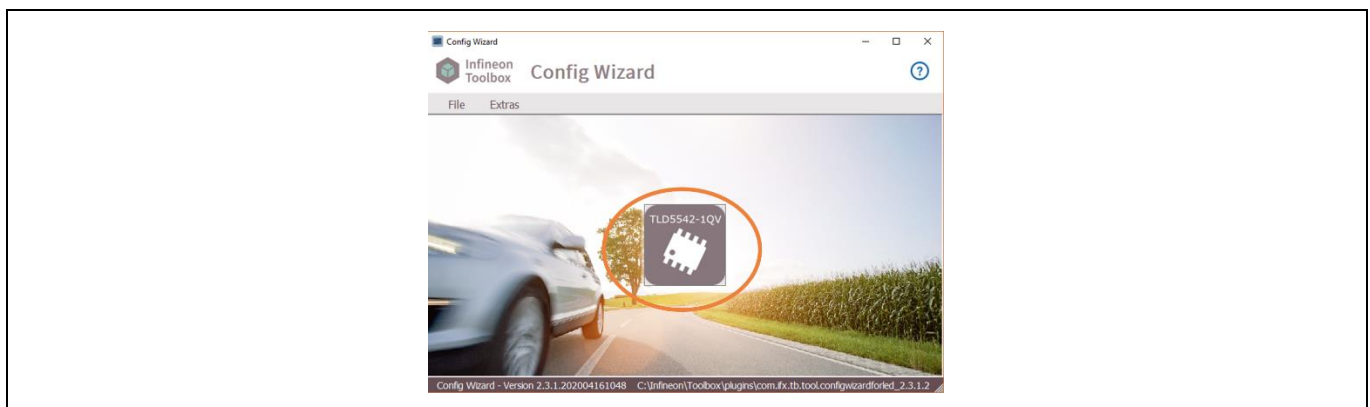 Config Wizard
Infineon
Toolbox
Config Wizard
?
File Extras
TLD5542-1QV
Config Wizard - Version 2.3.1.202004161048 C:\Infineon\Toolbox\plugins\com.ifx.tb.tool.configwizardforled_2.3.1.2